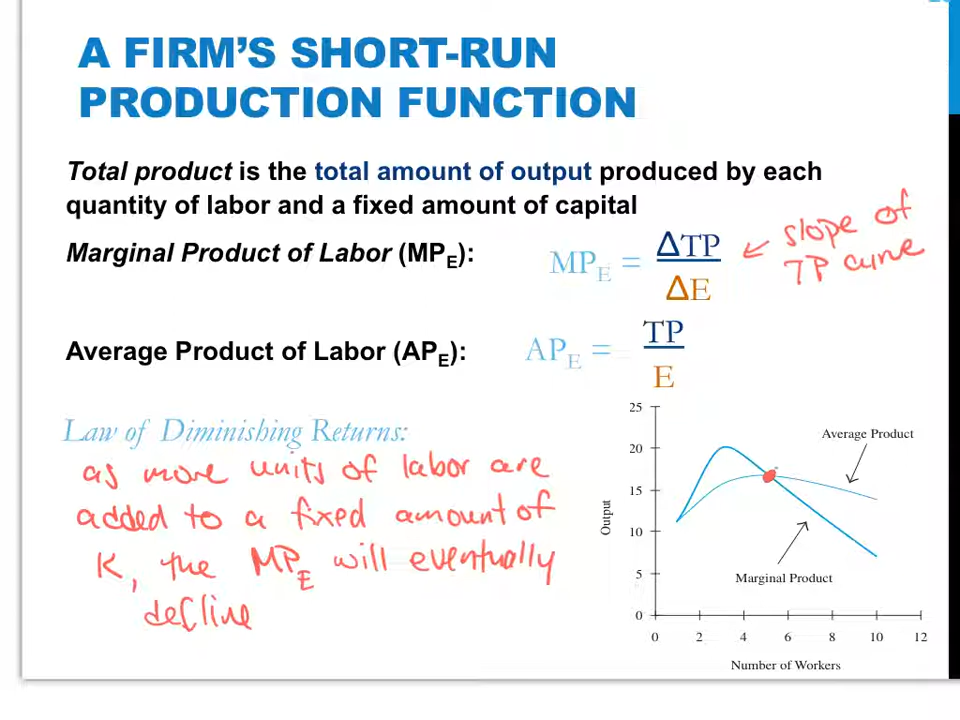 A FIRM'S SHORT-RUN
PRODUCTION FUNCTION
Total product is the total amount of output produced by each
quantity of labor and a fixed amount of capital
Marginal Product of Labor (MPE):
MPE = ΔTP
ΔE
← slope of
TP curve
Average Product of Labor (APE):
APE = TP
E
Law of Diminishing Returns:
as more units of labor are
added to a fixed amount of
K, the MPE will eventually
decline
25
20
15
10
5
0
Output
Average Product
Marginal Product
0 2 4 6 8 10 12
Number of Workers